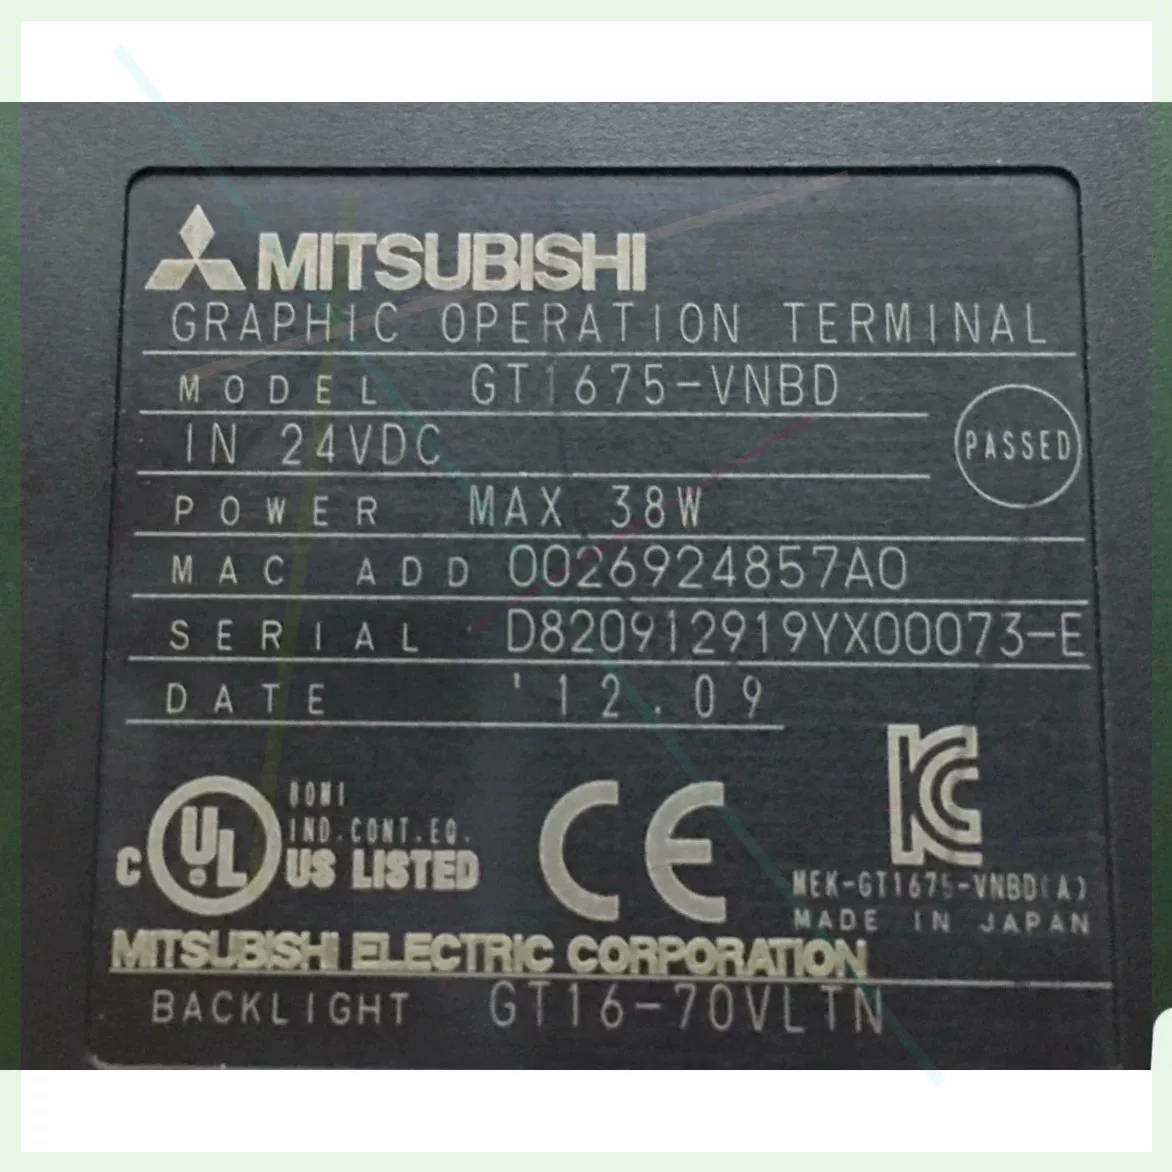 MITSUBISHI
GRAPHIC OPERATION TERMINAL
MODEL GT1675-VNBD
IN 24VDC
PASSED
POWER MAX 38W
MAC ADD 0026924857A0
SERIAL D820912919YX00073-E
DATE '12.09
C UL US LISTED
80M1
IND.CONT.EQ.
CE
KC
MEK-GT1675-VNBD(A)
MADE IN JAPAN
MITSUBISHI ELECTRIC CORPORATION
BACKLIGHT GT16-70VLTN